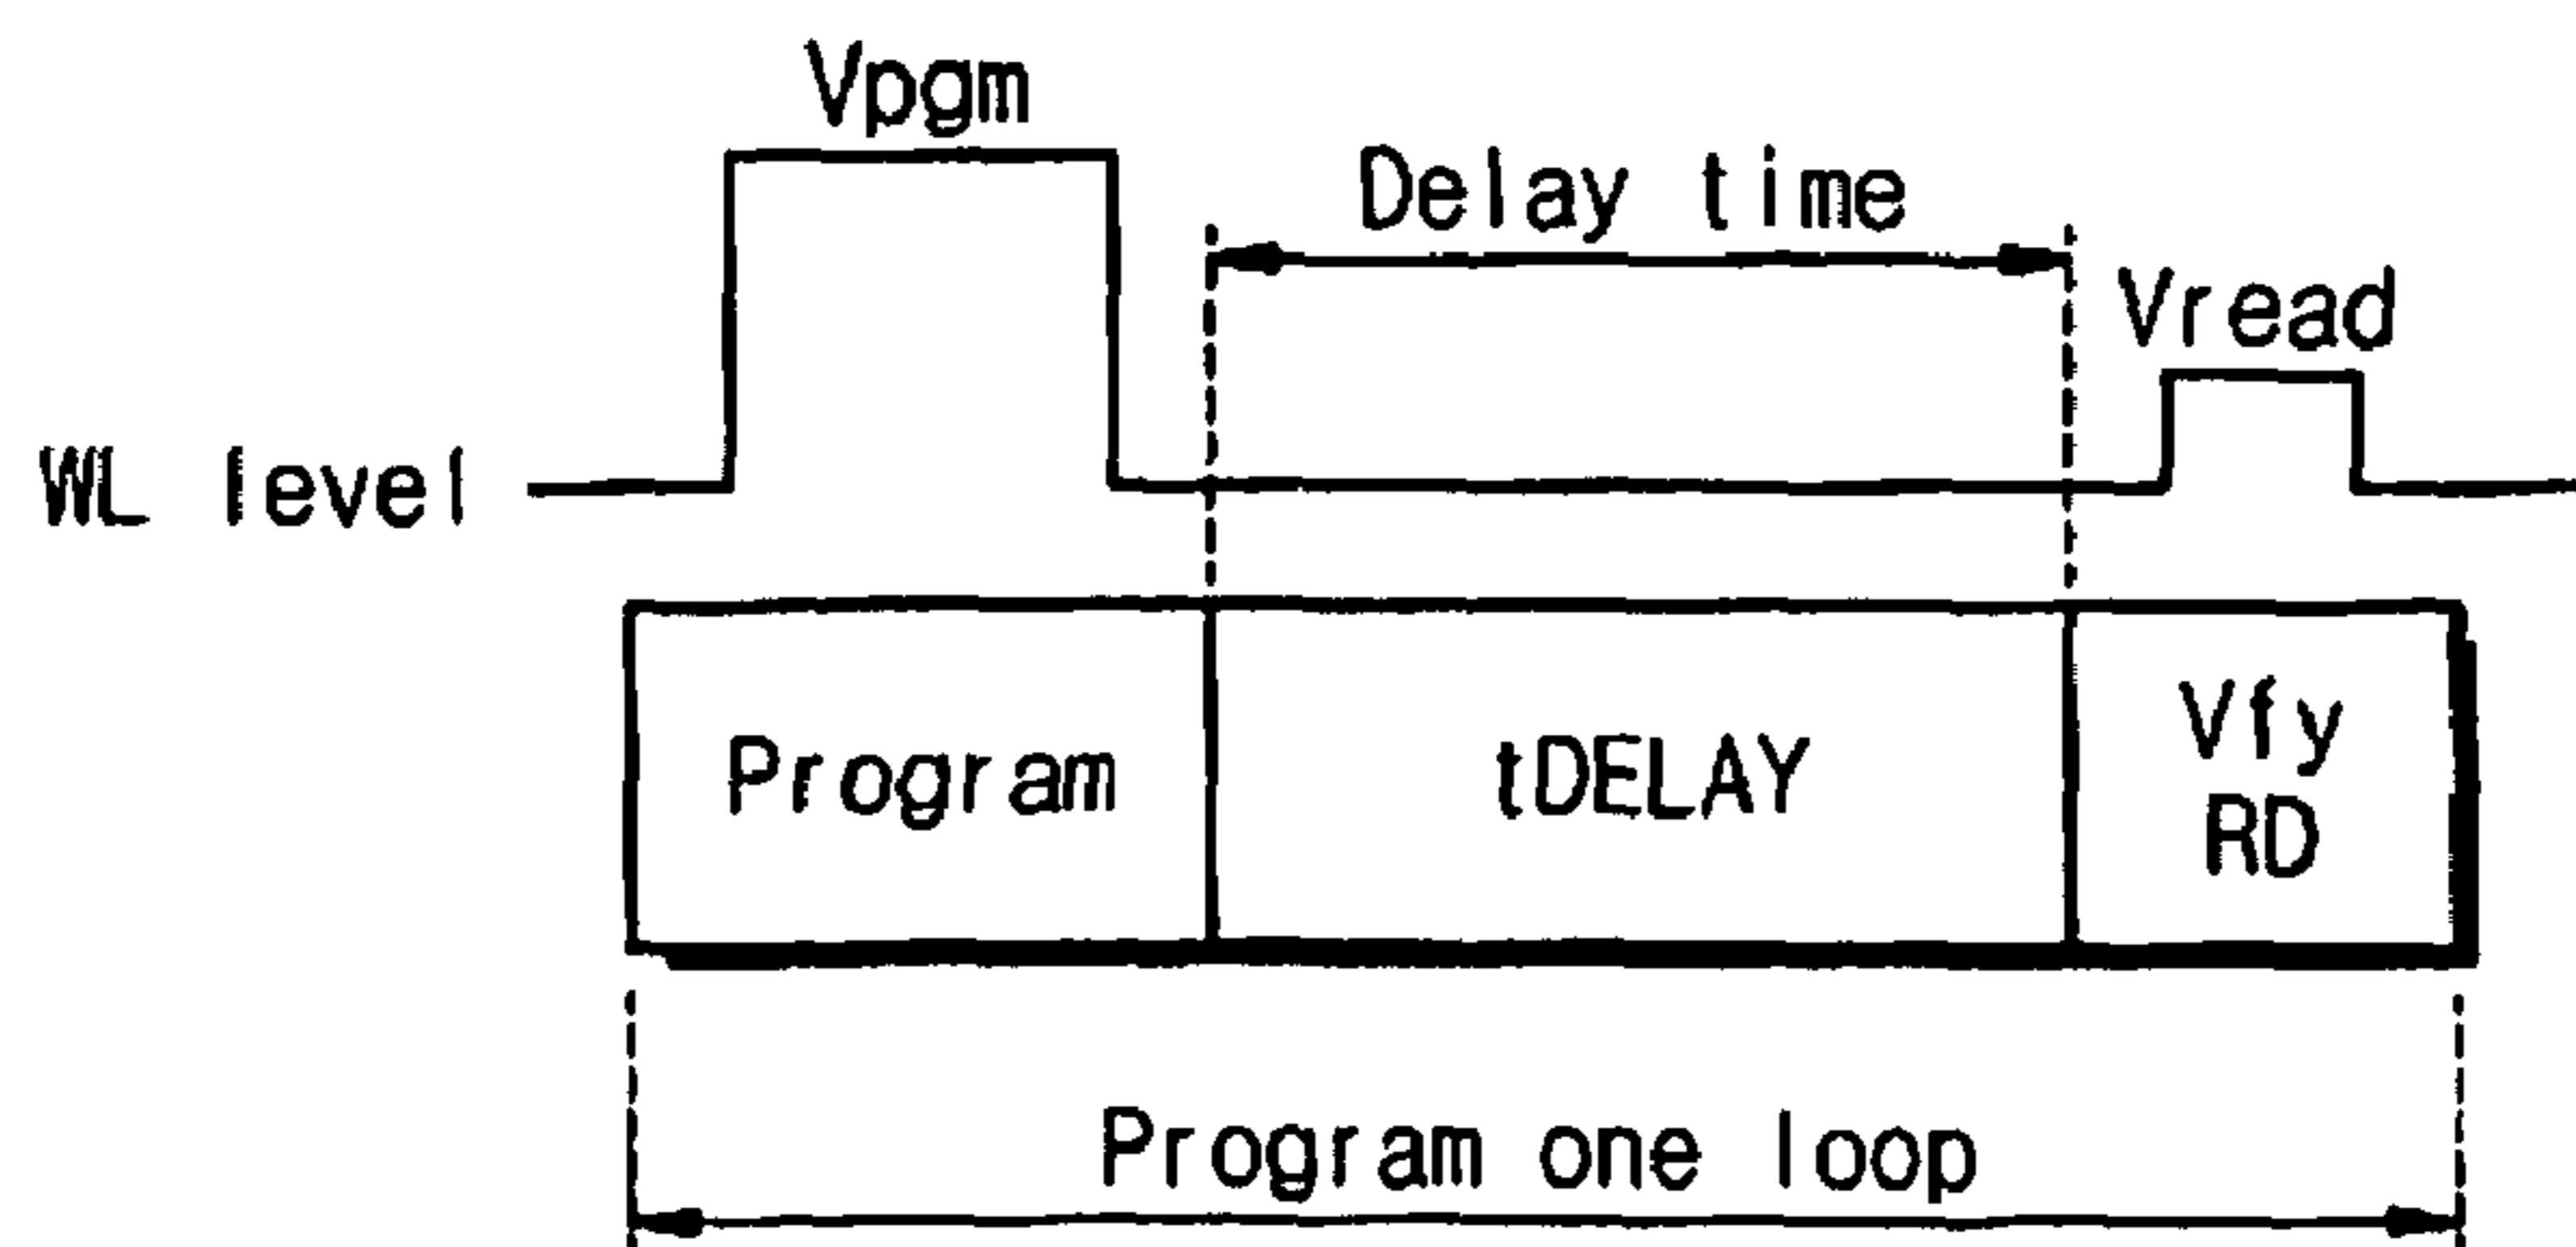 Vpgm
Delay time
Vread
WL level
Program
tDELAY
Vfy
RD
Program one loop